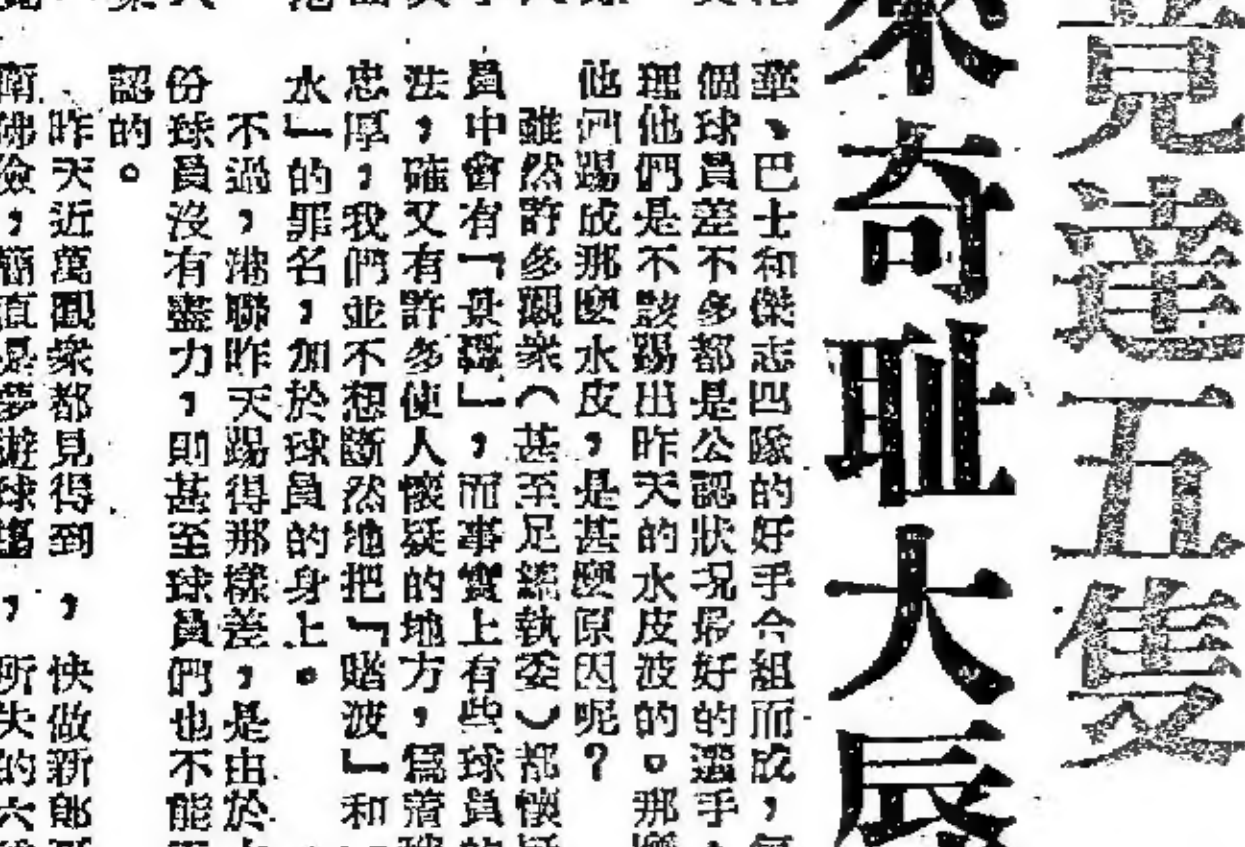 竟達五隻
來奇恥大辱
華、巴士和傑志四隊的好手合組而成，
個球員差不多都是公認狀況最好的選手，
理他們是不該踢出昨天的水皮波的。那麼
他們踢成那麼水皮，是甚麼原因呢？
雖然許多觀衆（甚至足總執委）都懷疑
員中會有「景轟」，而事實上有些球員的
法，確又有許多使人懷疑的地方，爲着
忠厚，我們並不想斷然地把「賭波」和
水」的罪名，加於球員的身上。
不過，港聯昨天踢得那樣差，是由於
份球員沒有盡力，則甚至球員們也不能
認的。
昨天近萬觀衆都見得到，快做新郎
南佛險，簡直是夢遊球場，所失的六